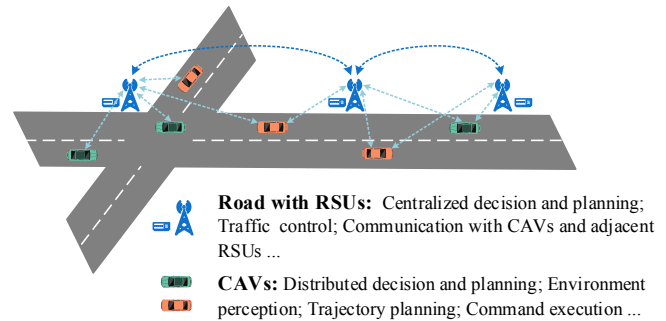 Road with RSUs: Centralized decision and planning;
Traffic control; Communication with CAVs and adjacent
RSUs ...
CAVs: Distributed decision and planning; Environment
perception; Trajectory planning; Command execution ...